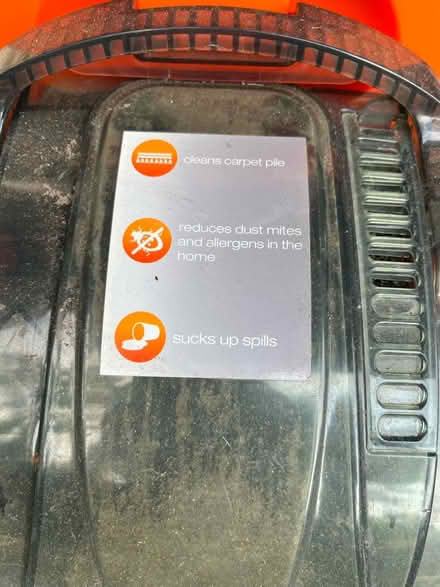 cleans carpet pile
reduces dust mites
and allergens in the
home
sucks up spills